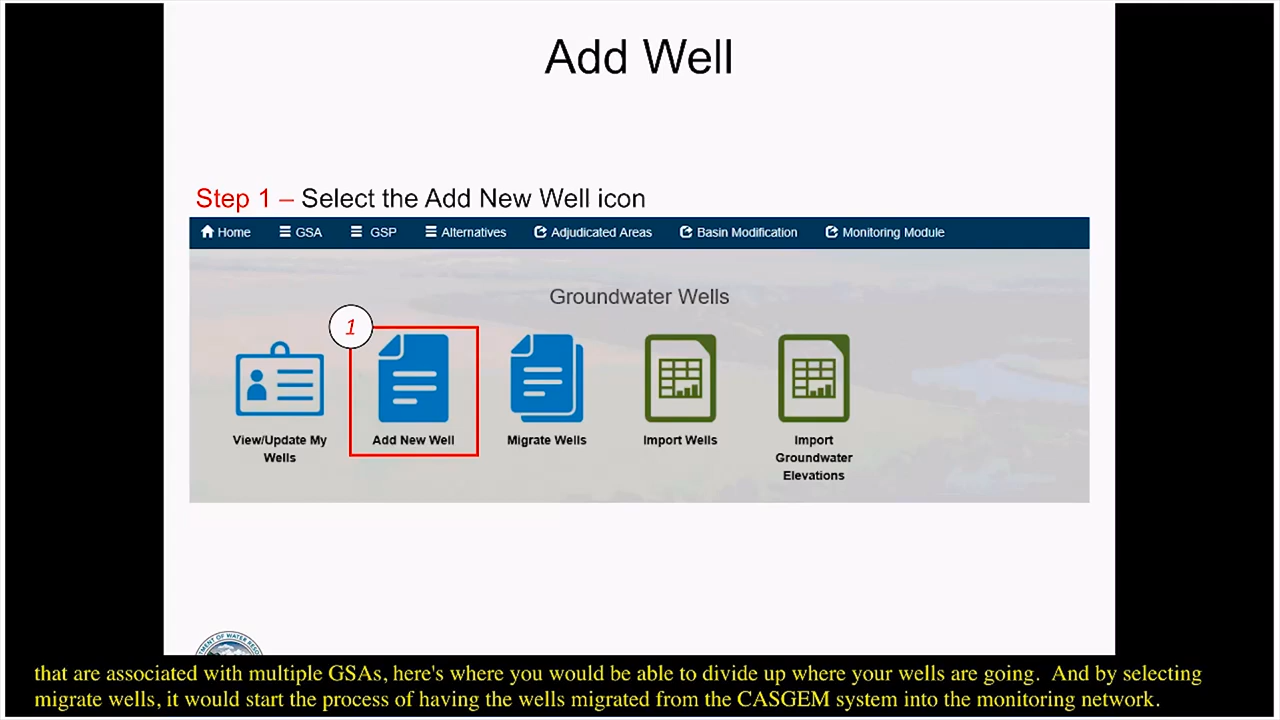 Add Well
Step 1 – Select the Add New Well icon
Home GSA GSP Alternatives Adjudicated Areas Basin Modification Monitoring Module
Groundwater Wells
1
View/Update My
Wells
Add New Well
Migrate Wells
Import Wells
Import
Groundwater
Elevations
that are associated with multiple GSAs, here's where you would be able to divide up where your wells are going. And by selecting
migrate wells, it would start the process of having the wells migrated from the CASGEM system into the monitoring network.